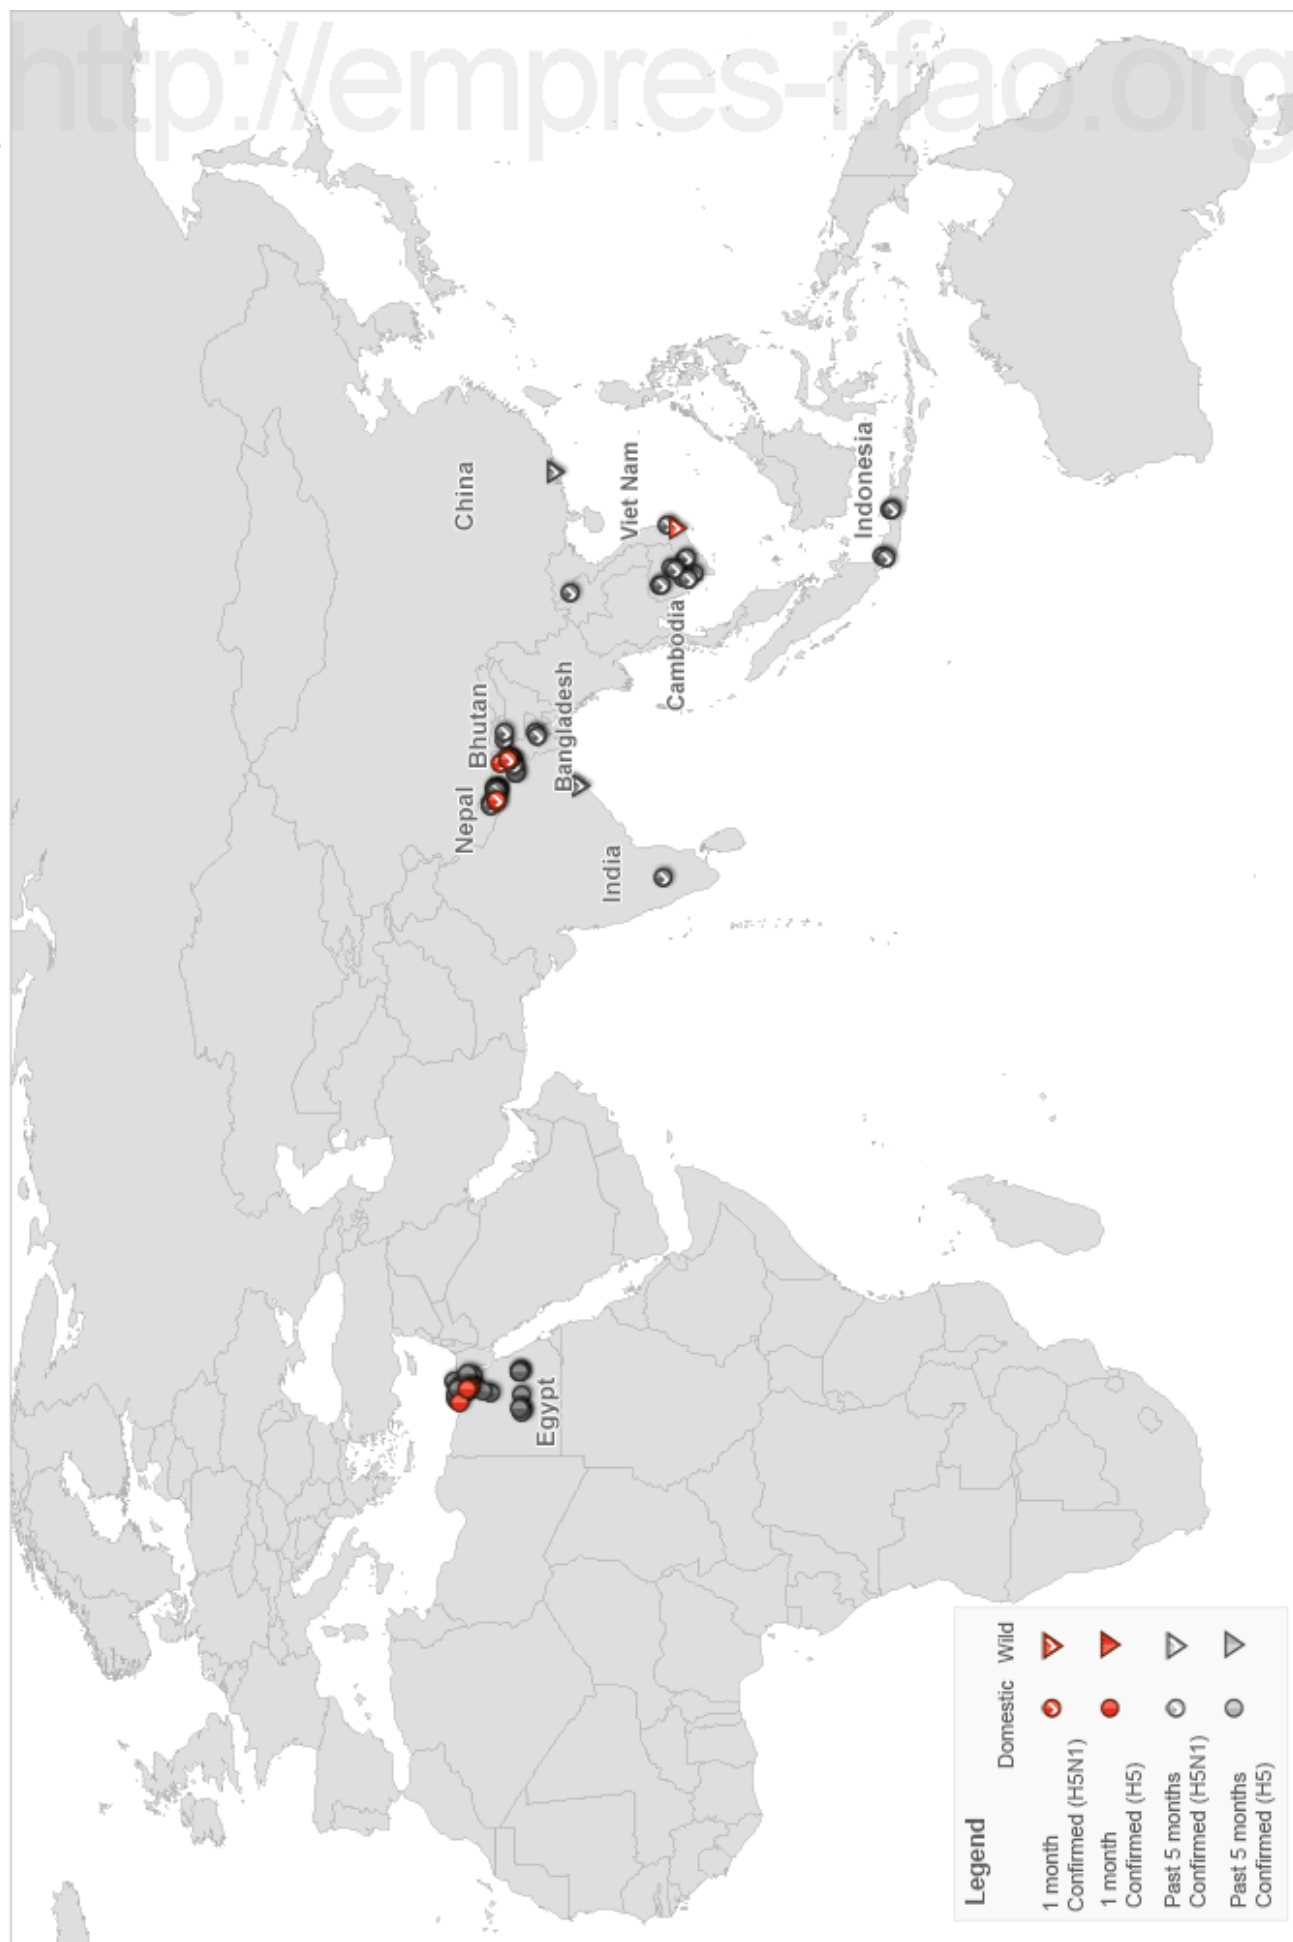 http://empres-i.fao.org
China
Viet Nam
Bhutan
Nepal
Cambodia
Bangladesh
India
Indonesia
Egypt
Legend
Domestic Wild
1 month
Confirmed (H5N1)
1 month
Confirmed (H5)
Past 5 months
Confirmed (H5N1)
Past 5 months
Confirmed (H5)